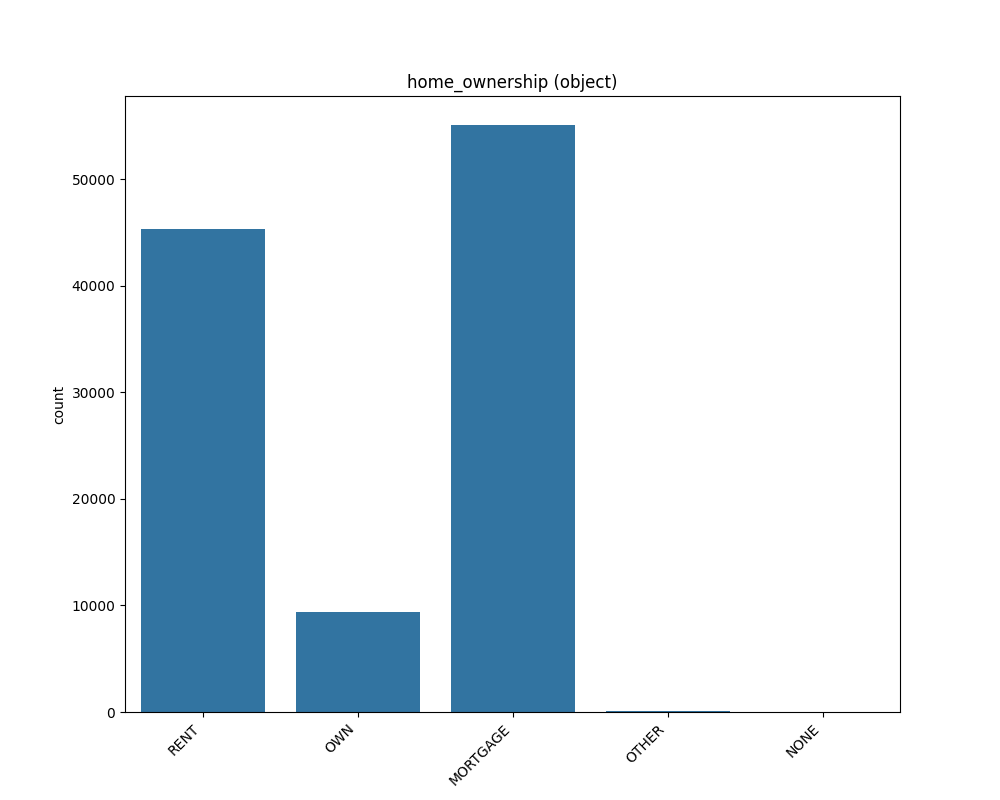 home_ownership (object)
count
50000
40000
30000
20000
10000
0
RENT
OWN
MORTGAGE
OTHER
NONE